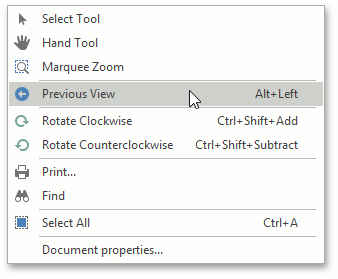 Select Tool
Hand Tool
Marquee Zoom
Previous View Alt+Left
Rotate Clockwise Ctrl+Shift+Add
Rotate Counterclockwise Ctrl+Shift+Subtract
Print...
Find
Select All Ctrl+A
Document properties...